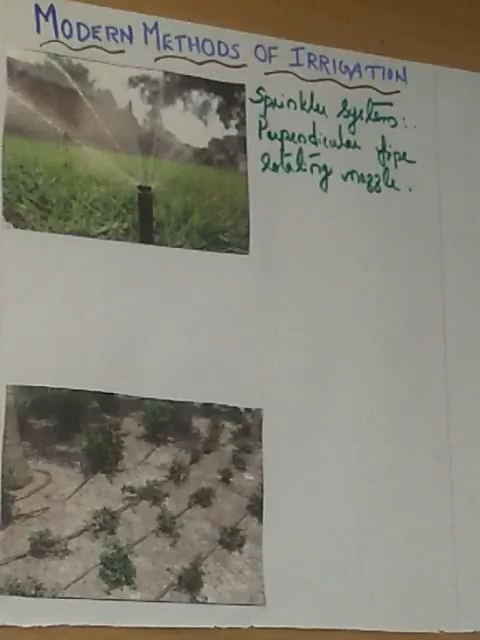 MODERN METHODS OF IRRIGATION
Sprinkler System:.
Perpendicular pipe
Rotating nozzle.